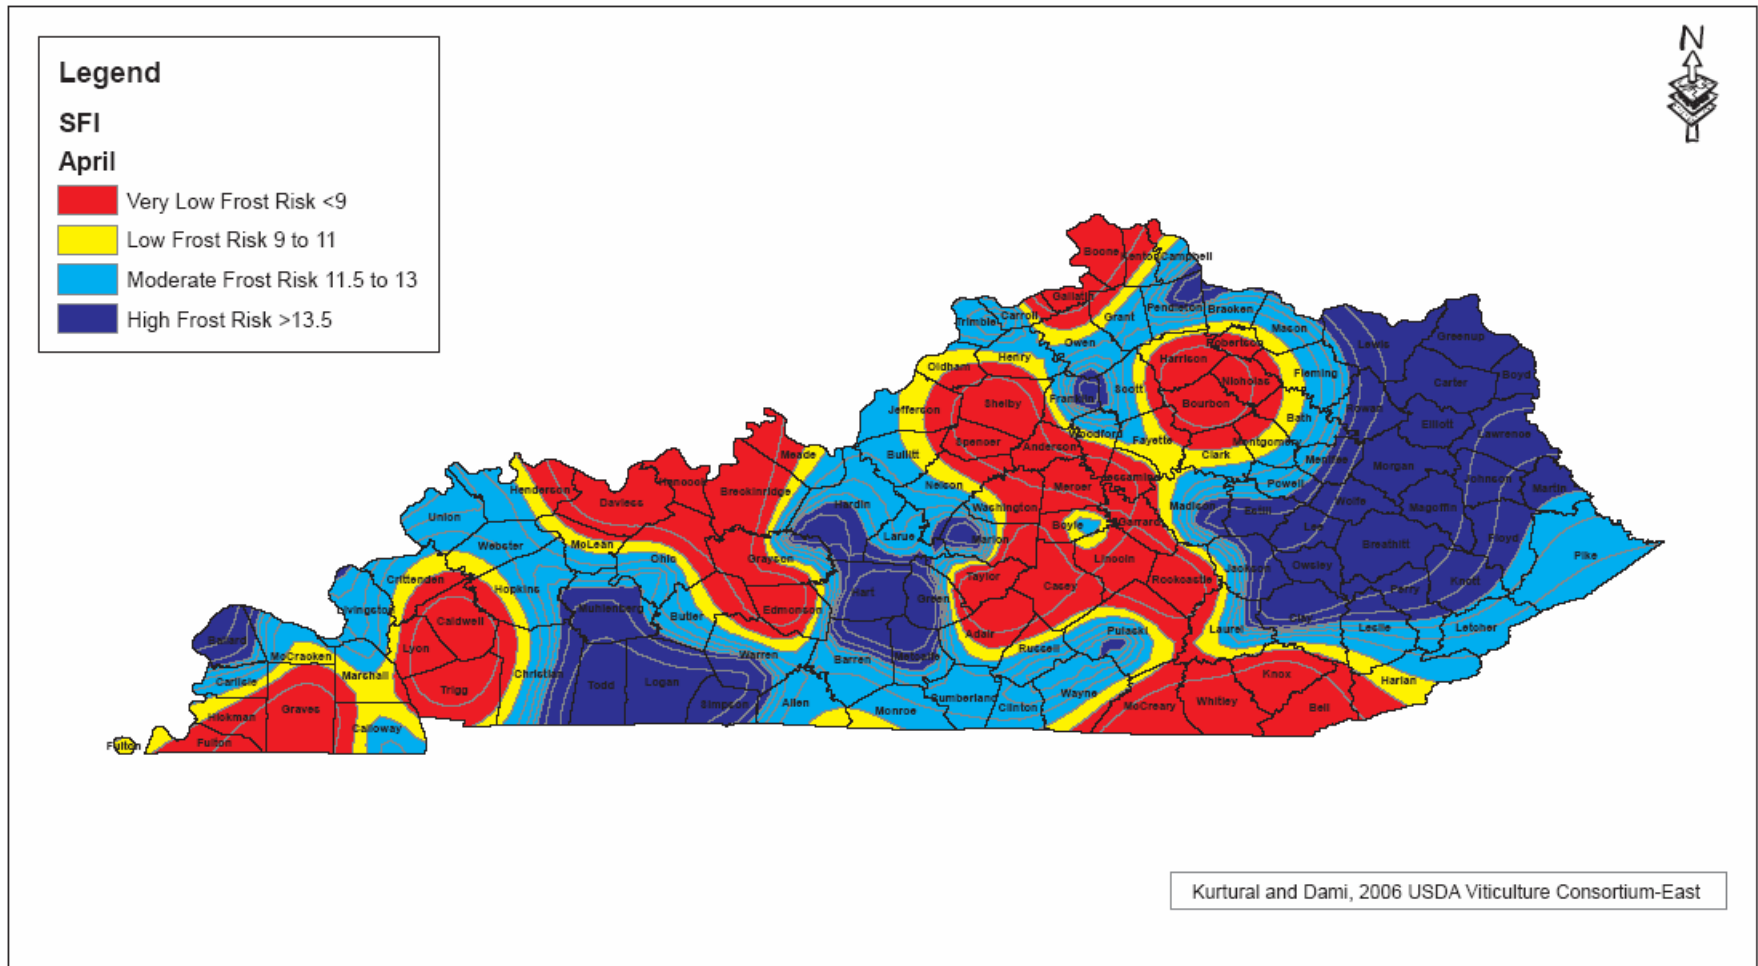 N
Legend
SFI
April
Very Low Frost Risk <9
Low Frost Risk 9 to 11
Moderate Frost Risk 11.5 to 13
High Frost Risk >13.5
Boone
Kenton
Campbell
Gallatin
Carroll
Trimble
Grant
Pendleton
Bracken
Mason
Owen
Robertson
Lewis
Greenup
Henry
Oldham
Harrison
Nicholas
Fleming
Carter
Boyd
Shelby
Franklin
Scott
Bourbon
Rowan
Jefferson
Bath
Elliott
Lawrence
Woodford
Fayette
Montgomery
Spencer
Anderson
Clark
Menifee
Bullitt
Meade
Morgan
Johnson
Martin
Nelson
Mercer
Jessamine
Powell
Henderson
Daviess
Hancock
Breckinridge
Hardin
Washington
Madison
Estill
Wolfe
Magoffin
Union
Boyle
Garrard
Lee
Floyd
Pike
Webster
McLean
Ohio
Grayson
Larue
Marion
Lincoln
Breathitt
Crittenden
Hopkins
Taylor
Casey
Rockcastle
Jackson
Owsley
Knott
Perry
Livingston
Muhlenberg
Butler
Edmonson
Hart
Green
Caldwell
Clay
Leslie
Letcher
Ballard
Lyon
Adair
Pulaski
Laurel
McCracken
Warren
Barren
Metcalfe
Russell
Carlisle
Marshall
Christian
Todd
Logan
Trigg
Simpson
Allen
Monroe
Cumberland
Clinton
Wayne
McCreary
Whitley
Knox
Bell
Harlan
Hickman
Graves
Calloway
Fulton
Fulton
Kurtural and Dami, 2006 USDA Viticulture Consortium-East